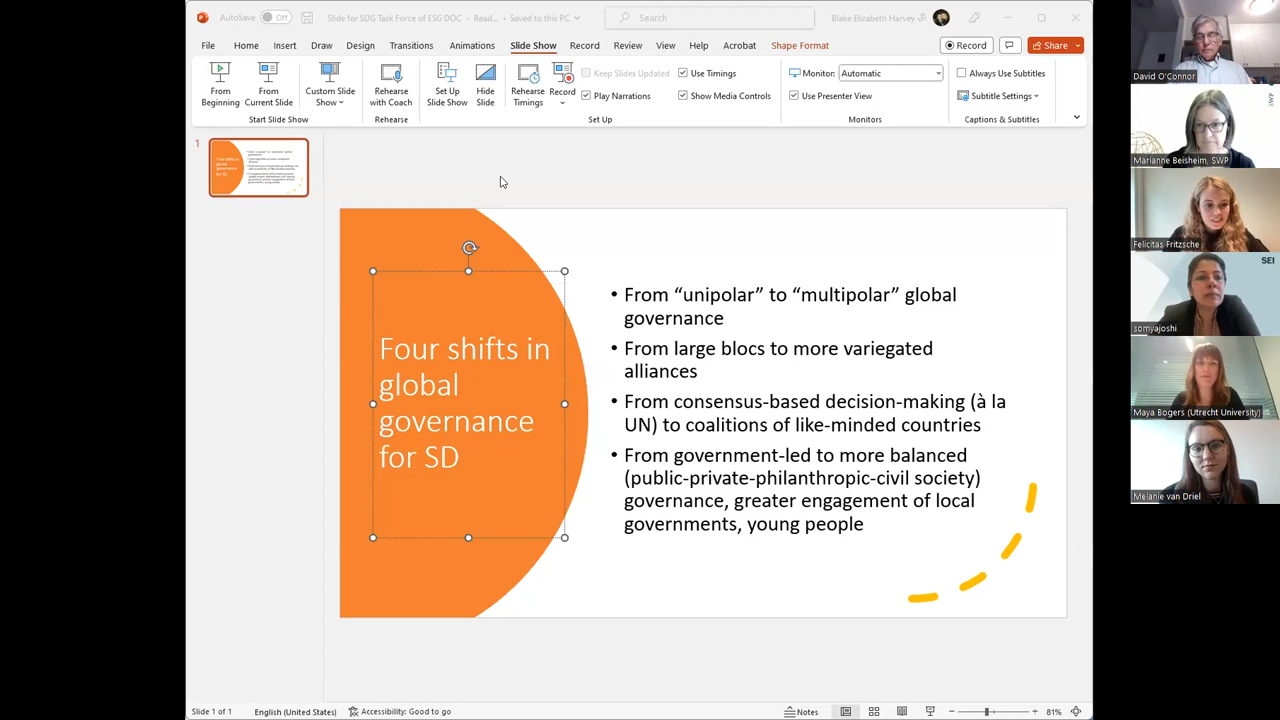 AutoSave Off
Slide for SDG Task Force of ESG DOC - Read... • Saved to this PC
Search
Blake Elizabeth Harvey
File Home Insert Draw Design Transitions Animations Slide Show Record Review View Help Acrobat Shape Format
Record
Share
From Beginning
From Current Slide
Custom Slide Show
Rehearse with Coach
Set Up Slide Show
Hide Slide
Rehearse Timings
Record
Keep Slides Updated
Play Narrations
Use Timings
Show Media Controls
Monitor: Automatic
Use Presenter View
Always Use Subtitles
Subtitle Settings
Start Slide Show
Rehearse
Set Up
Monitors
Captions & Subtitles
1
Four shifts in
global
governance
for SD
• From “unipolar” to “multipolar” global
governance
• From large blocs to more variegated
alliances
• From consensus-based decision-making (à la
UN) to coalitions of like-minded countries
• From government-led to more balanced
(public-private-philanthropic-civil society)
governance, greater engagement of local
governments, young people
Slide 1 of 1
English (United States)
Accessibility: Good to go
Notes
81%
David O'Connor
SWP
Marianne Beisheim, SWP
Felicitas Fritzsche
SEI
somyajoshi
Maya Bogers (Utrecht University)
Melanie van Driel